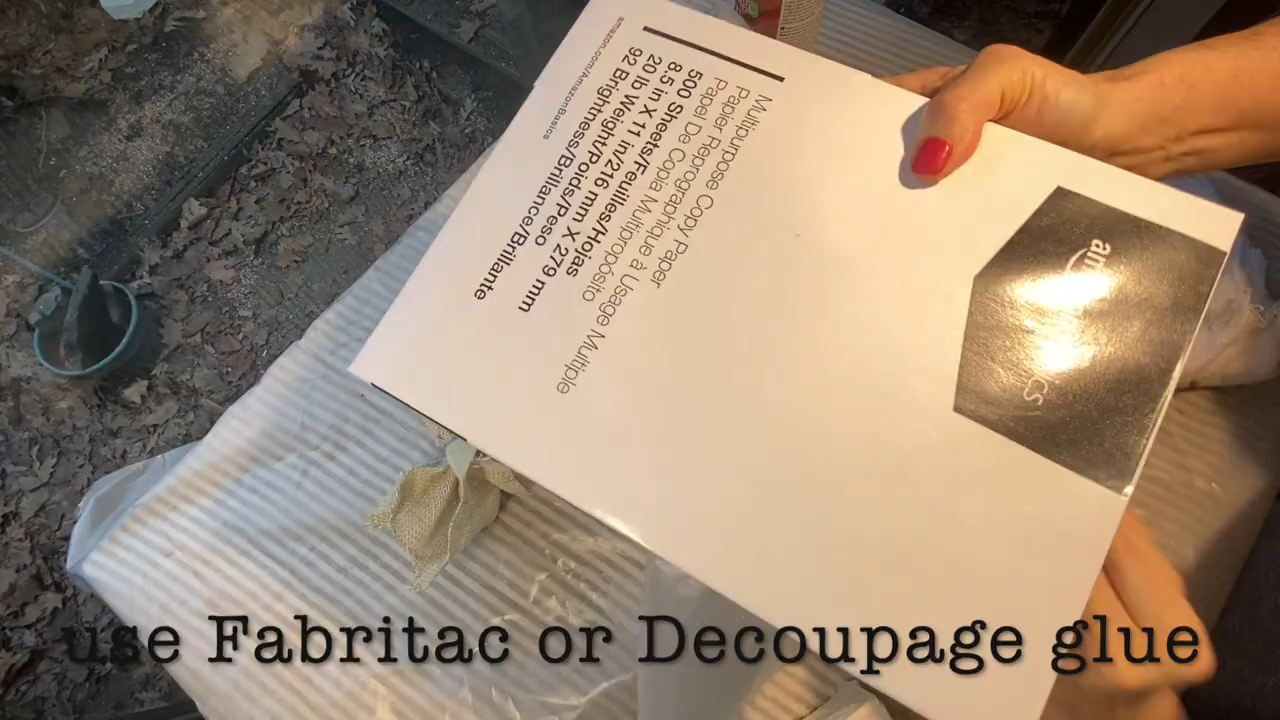 amazon.com/AmazonBasics
Multipurpose Copy Paper
Papier Reprographique à Usage Multiple
Papel De Copia Multipropósito
500 Sheets/Feuilles/Hojas
8.5 in X 11 in/216 mm X 279 mm
20 lb Weight/Poids/Peso
92 Brightness/Brillance/Brillante
use Fabritac or Decoupage glue